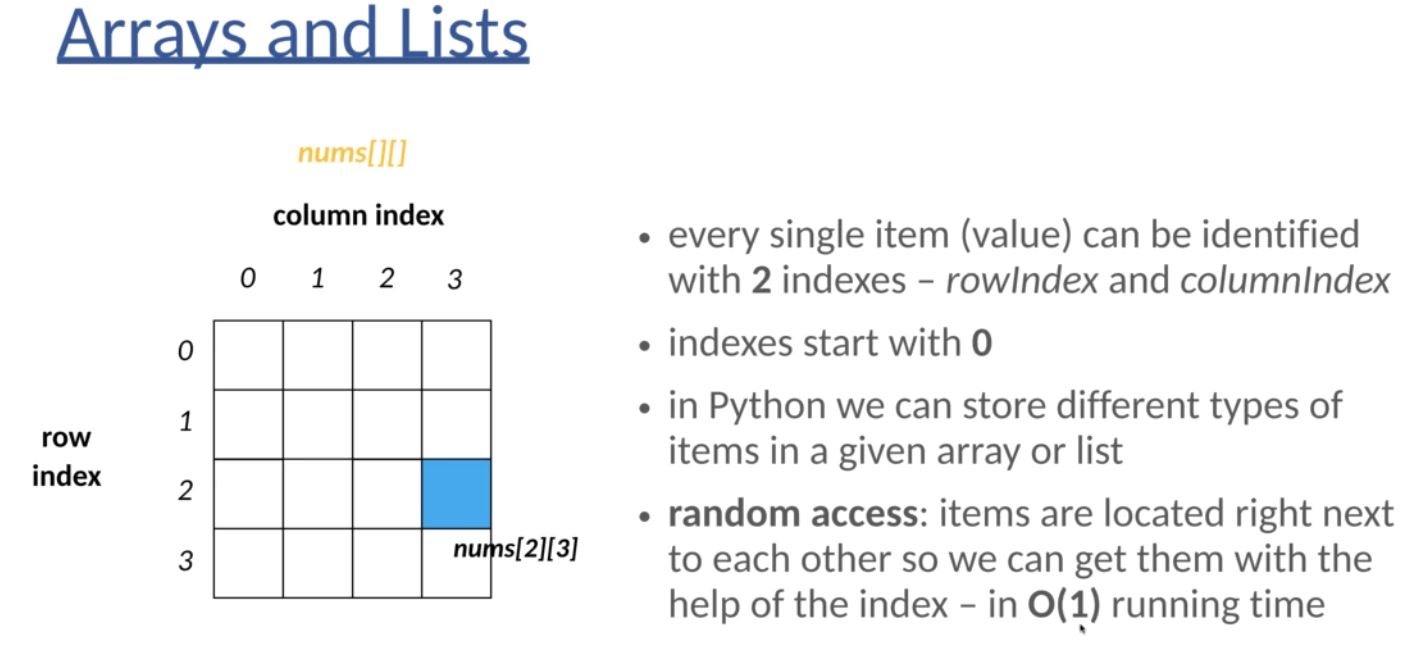 Arrays and Lists
nums[][]
column index
0 1 2 3
0
1
row
index
2
3
nums[2][3]
• every single item (value) can be identified
with 2 indexes – rowIndex and columnIndex
• indexes start with 0
• in Python we can store different types of
items in a given array or list
• random access: items are located right next
to each other so we can get them with the
help of the index – in O(1) running time